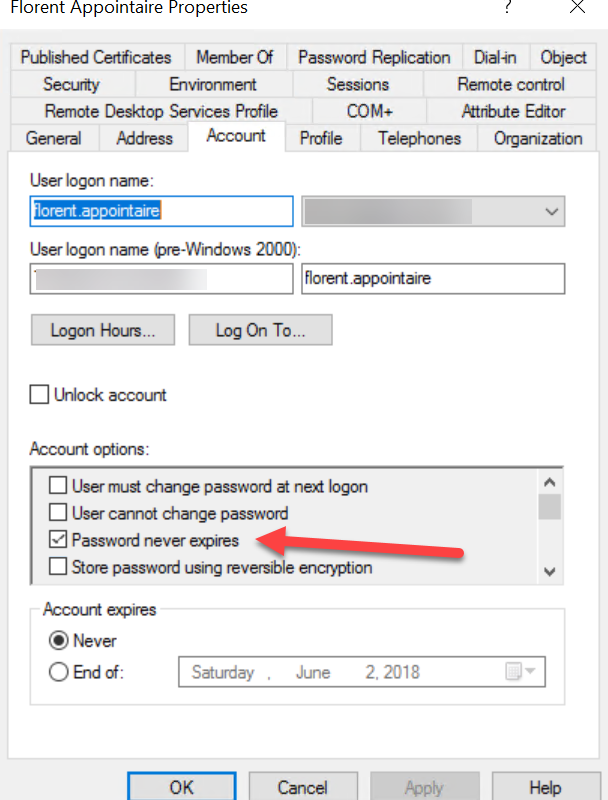 Florent Appointaire Properties ?
Published Certificates Member Of Password Replication Dial-in Object
Security Environment Sessions Remote control
Remote Desktop Services Profile COM+ Attribute Editor
General Address Account Profile Telephones Organization
User logon name:
florent.appointaire
User logon name (pre-Windows 2000):
florent.appointaire
Logon Hours... Log On To...
Unlock account
Account options:
User must change password at next logon
User cannot change password
Password never expires
Store password using reversible encryption
Account expires
Never
End of: Saturday , June 2, 2018
OK Cancel Apply Help